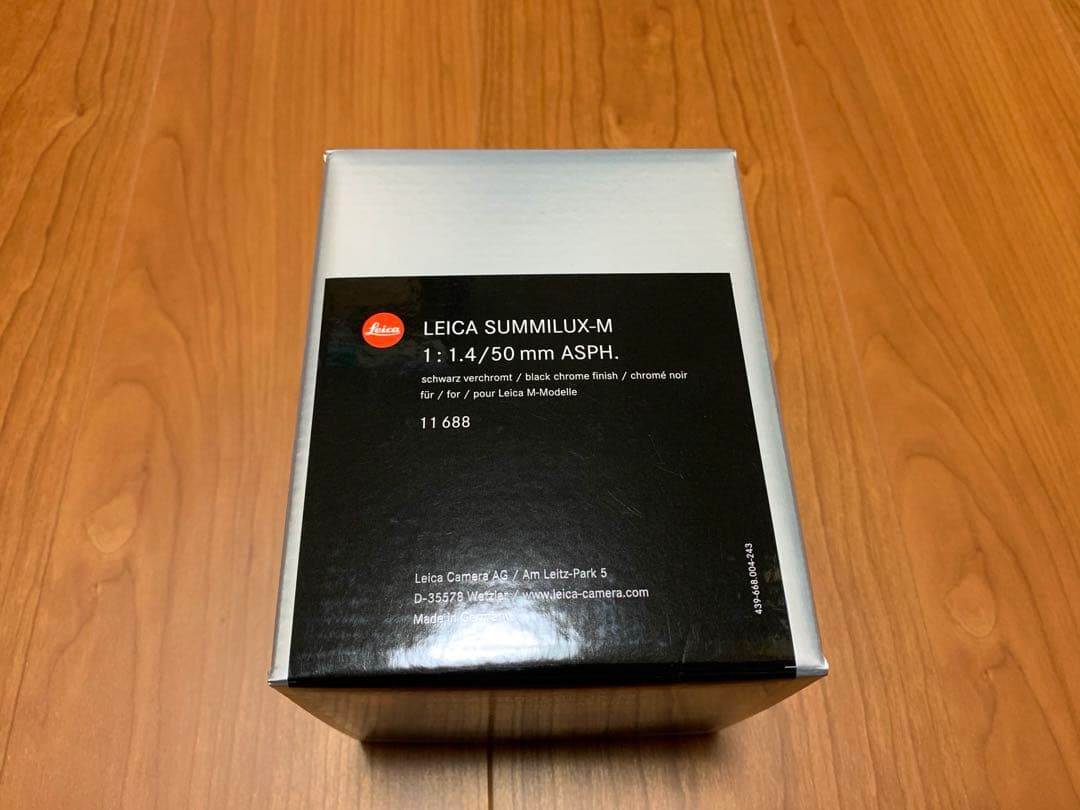 Leica
LEICA SUMMILUX-M
1 : 1.4/50 mm ASPH.
schwarz verchromt / black chrome finish / chromé noir
für / for / pour Leica M-Modelle
11 688
Leica Camera AG / Am Leitz-Park 5
D-35578 Wetzlar / www.leica-camera.com
Made in Germany
439-668.004-243